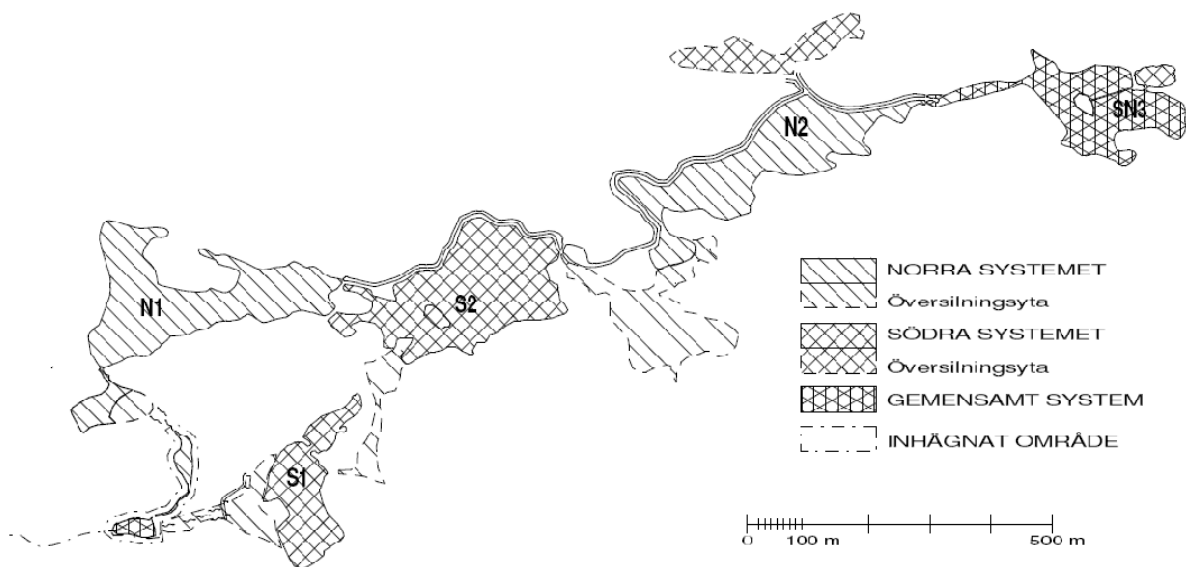 N2
SN3
N1
S2
S1
NORRA SYSTEMET
Översilningsyta
SÖDRA SYSTEMET
Översilningsyta
GEMENSAMT SYSTEM
INHÄGNAT OMRÅDE
0 100 m 500 m